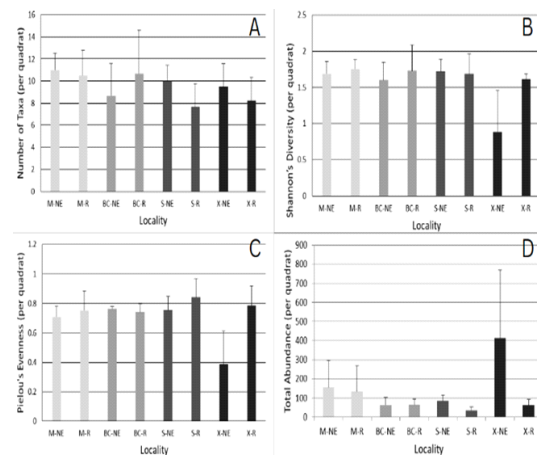 A
Number of Taxa (per quadrat)
16
14
12
10
8
6
4
2
0
M-NE M-R BC-NE BC-R S-NE S-R X-NE X-R
Locality
B
Shannon's Diversity (per quadrat)
2.5
2
1.5
1
0.5
0
M-NE M-R BC-NE BC-R S-NE S-R X-NE X-R
Locality
C
Pielou's Evenness (per quadrat)
1.2
1
0.8
0.6
0.4
0.2
0
M-NE M-R BC-NE BC-R S-NE S-R X-NE X-R
Locality
D
Total Abundance (per quadrat)
900
800
700
600
500
400
300
200
100
0
M-NE M-R BC-NE BC-R S-NE S-R X-NE X-R
Locality